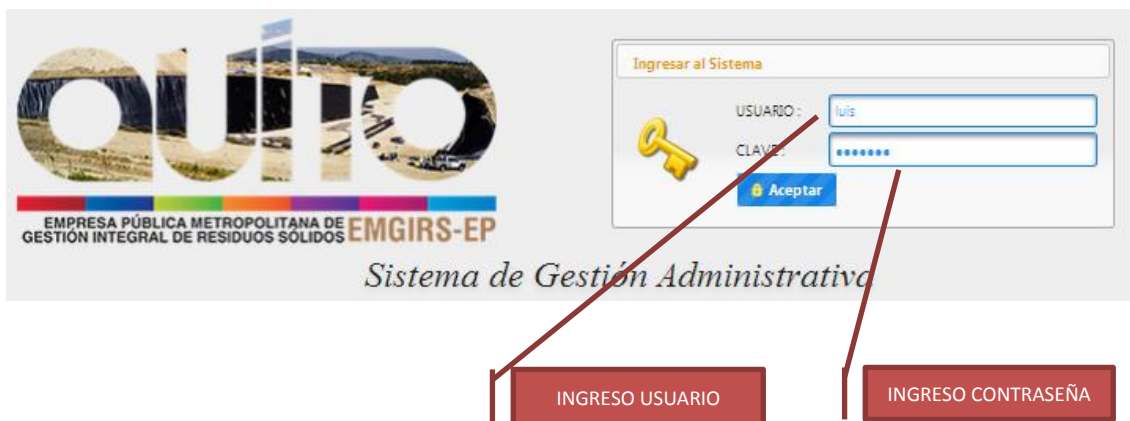 QUITO
EMPRESA PÚBLICA METROPOLITANA DE
GESTIÓN INTEGRAL DE RESIDUOS SÓLIDOS
EMGIRS-EP
Ingresar al Sistema
USUARIO :
luis
CLAVE :
•••••••
Aceptar
Sistema de Gestión Administrativa
INGRESO USUARIO
INGRESO CONTRASEÑA